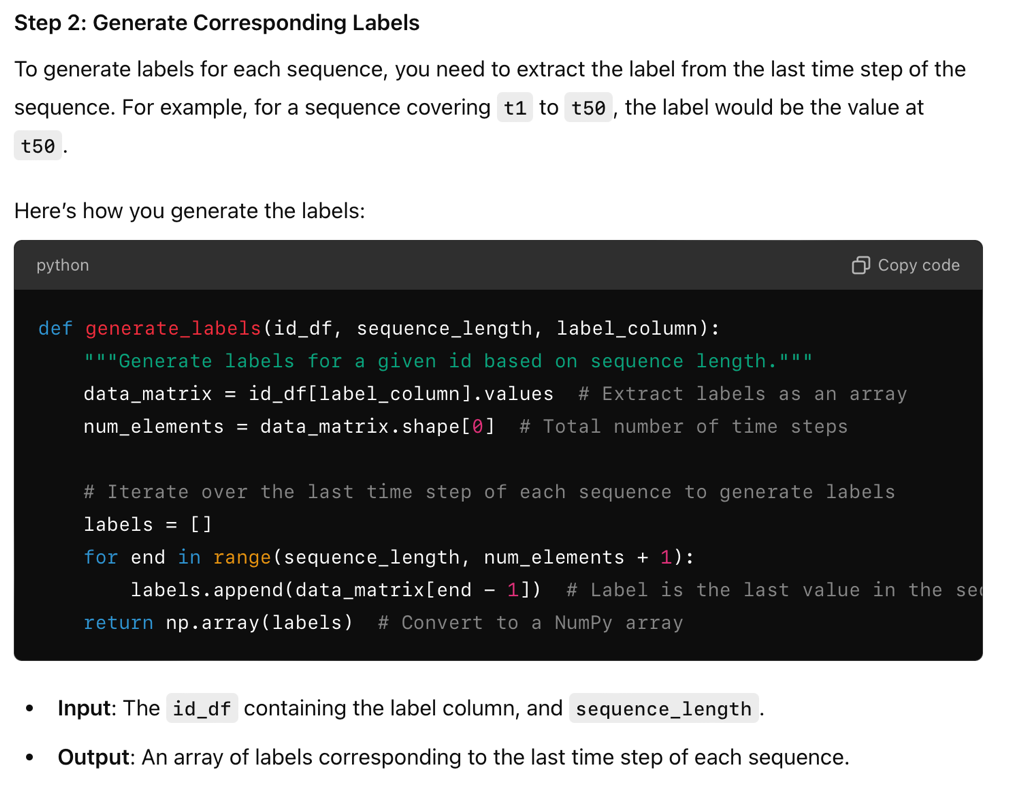 Step 2: Generate Corresponding Labels
To generate labels for each sequence, you need to extract the label from the last time step of the
sequence. For example, for a sequence covering t1 to t50, the label would be the value at
t50.
Here's how you generate the labels:
python Copy code
def generate_labels(id_df, sequence_length, label_column):
    """Generate labels for a given id based on sequence length."""
    data_matrix = id_df[label_column].values  # Extract labels as an array
    num_elements = data_matrix.shape[0]  # Total number of time steps
    # Iterate over the last time step of each sequence to generate labels
    labels = []
    for end in range(sequence_length, num_elements + 1):
        labels.append(data_matrix[end - 1])  # Label is the last value in the
    return np.array(labels)  # Convert to a NumPy array
• Input: The id_df containing the label column, and sequence_length.
• Output: An array of labels corresponding to the last time step of each sequence.